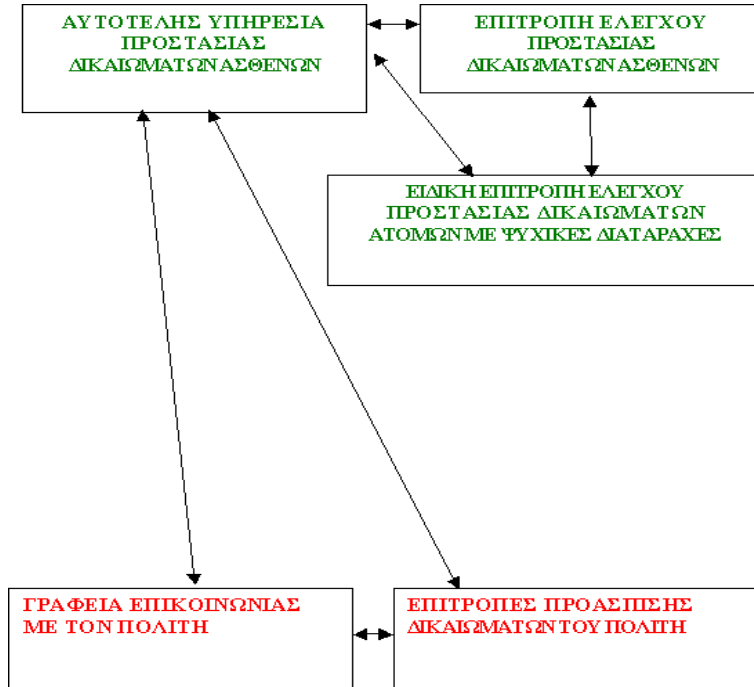 ΑΥΤΟΤΕΛΗΣ ΥΠΗΡΕΣΙΑ
ΠΡΟΣΤΑΣΙΑΣ
ΔΙΚΑΙΩΜΑΤΩΝ ΑΣΘΕΝΩΝ
ΕΠΙΤΡΟΠΗ ΕΛΕΓΧΟΥ
ΠΡΟΣΤΑΣΙΑΣ
ΔΙΚΑΙΩΜΑΤΩΝ ΑΣΘΕΝΩΝ
ΕΙΔΙΚΗ ΕΠΙΤΡΟΠΗ ΕΛΕΓΧΟΥ
ΠΡΟΣΤΑΣΙΑΣ ΔΙΚΑΙΩΜΑΤΩΝ
ΑΤΟΜΩΝ ΜΕ ΨΥΧΙΚΕΣ ΔΙΑΤΑΡΑΧΕΣ
ΓΡΑΦΕΙΑ ΕΠΙΚΟΙΝΩΝΙΑΣ
ΜΕ ΤΟΝ ΠΟΛΙΤΗ
ΕΠΙΤΡΟΠΕΣ ΠΡΟΑΣΠΙΣΗΣ
ΔΙΚΑΙΩΜΑΤΩΝ ΤΟΥ ΠΟΛΙΤΗ